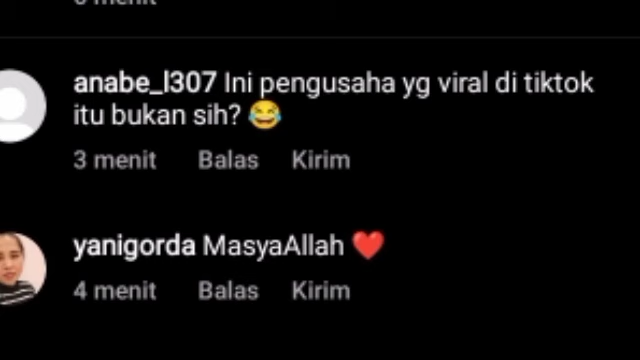 anabe_l307 Ini pengusaha yg viral di tiktok
itu bukan sih? 😂
3 menit Balas Kirim
yanigorda MasyaAllah ❤️
4 menit Balas Kirim